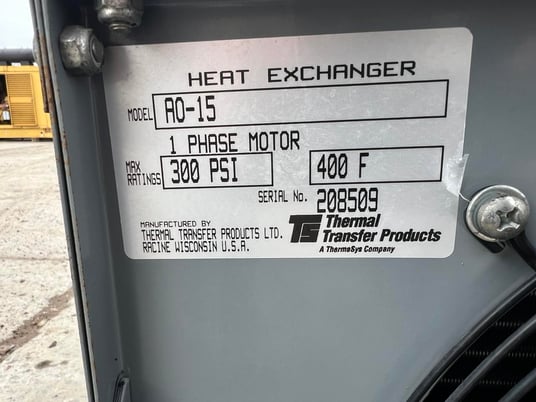 HEAT EXCHANGER
MODEL AO-15
1 PHASE MOTOR
MAX RATINGS 300 PSI 400 F
SERIAL No. 208509
MANUFACTURED BY
THERMAL TRANSFER PRODUCTS LTD.
RACINE WISCONSIN U.S.A.
TS Thermal
Transfer Products
A ThermaSys Company